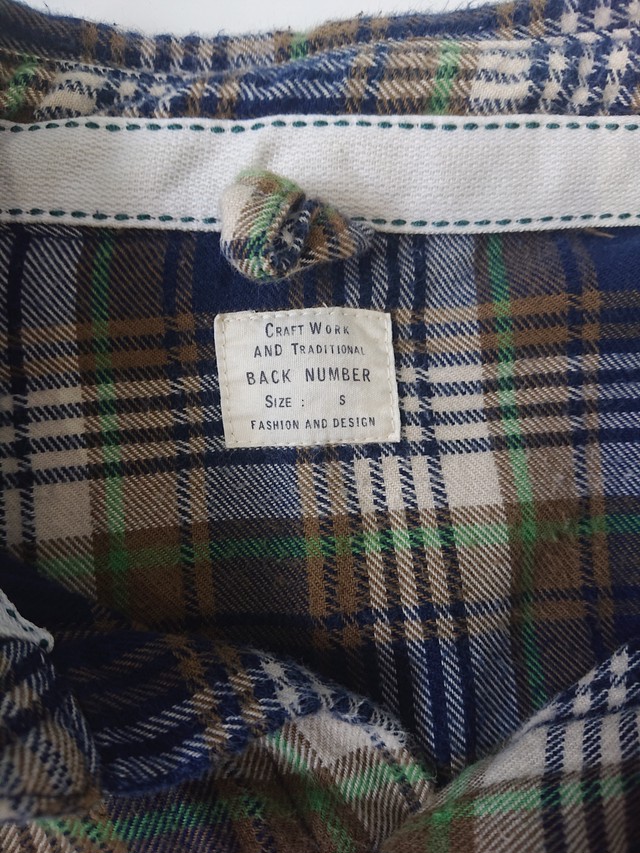 CRAFT WORK
AND TRADITIONAL
BACK NUMBER
SIZE : S
FASHION AND DESIGN